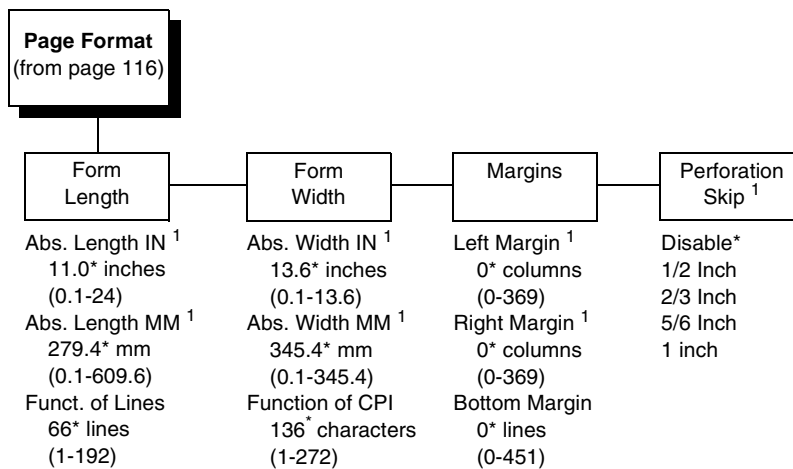 Page Format
(from page 116)
Form
Length
Abs. Length IN 1
11.0* inches
(0.1-24)
Abs. Length MM 1
279.4* mm
(0.1-609.6)
Funct. of Lines
66* lines
(1-192)
Form
Width
Abs. Width IN 1
13.6* inches
(0.1-13.6)
Abs. Width MM 1
345.4* mm
(0.1-345.4)
Function of CPI
136* characters
(1-272)
Margins
Left Margin 1
0* columns
(0-369)
Right Margin 1
0* columns
(0-369)
Bottom Margin
0* lines
(0-451)
Perforation
Skip 1
Disable*
1/2 Inch
2/3 Inch
5/6 Inch
1 inch